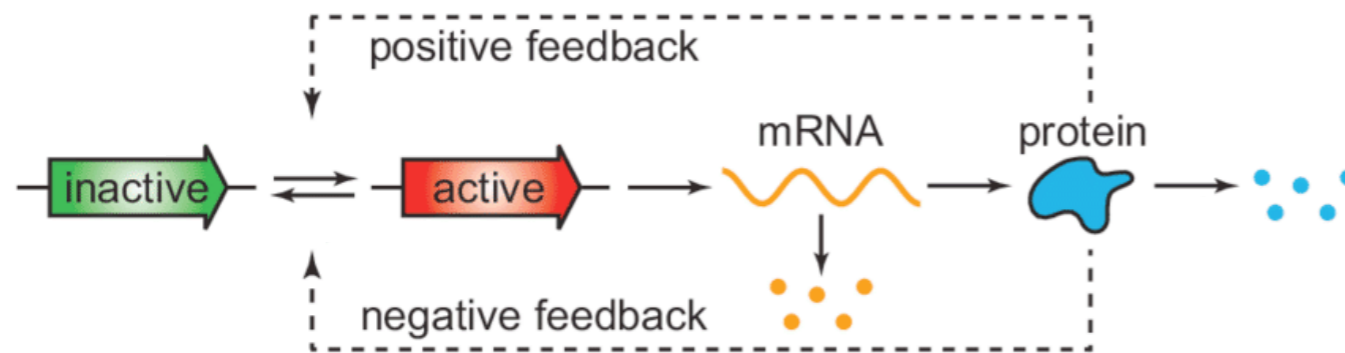 positive feedback
mRNA
protein
inactive
active
negative feedback